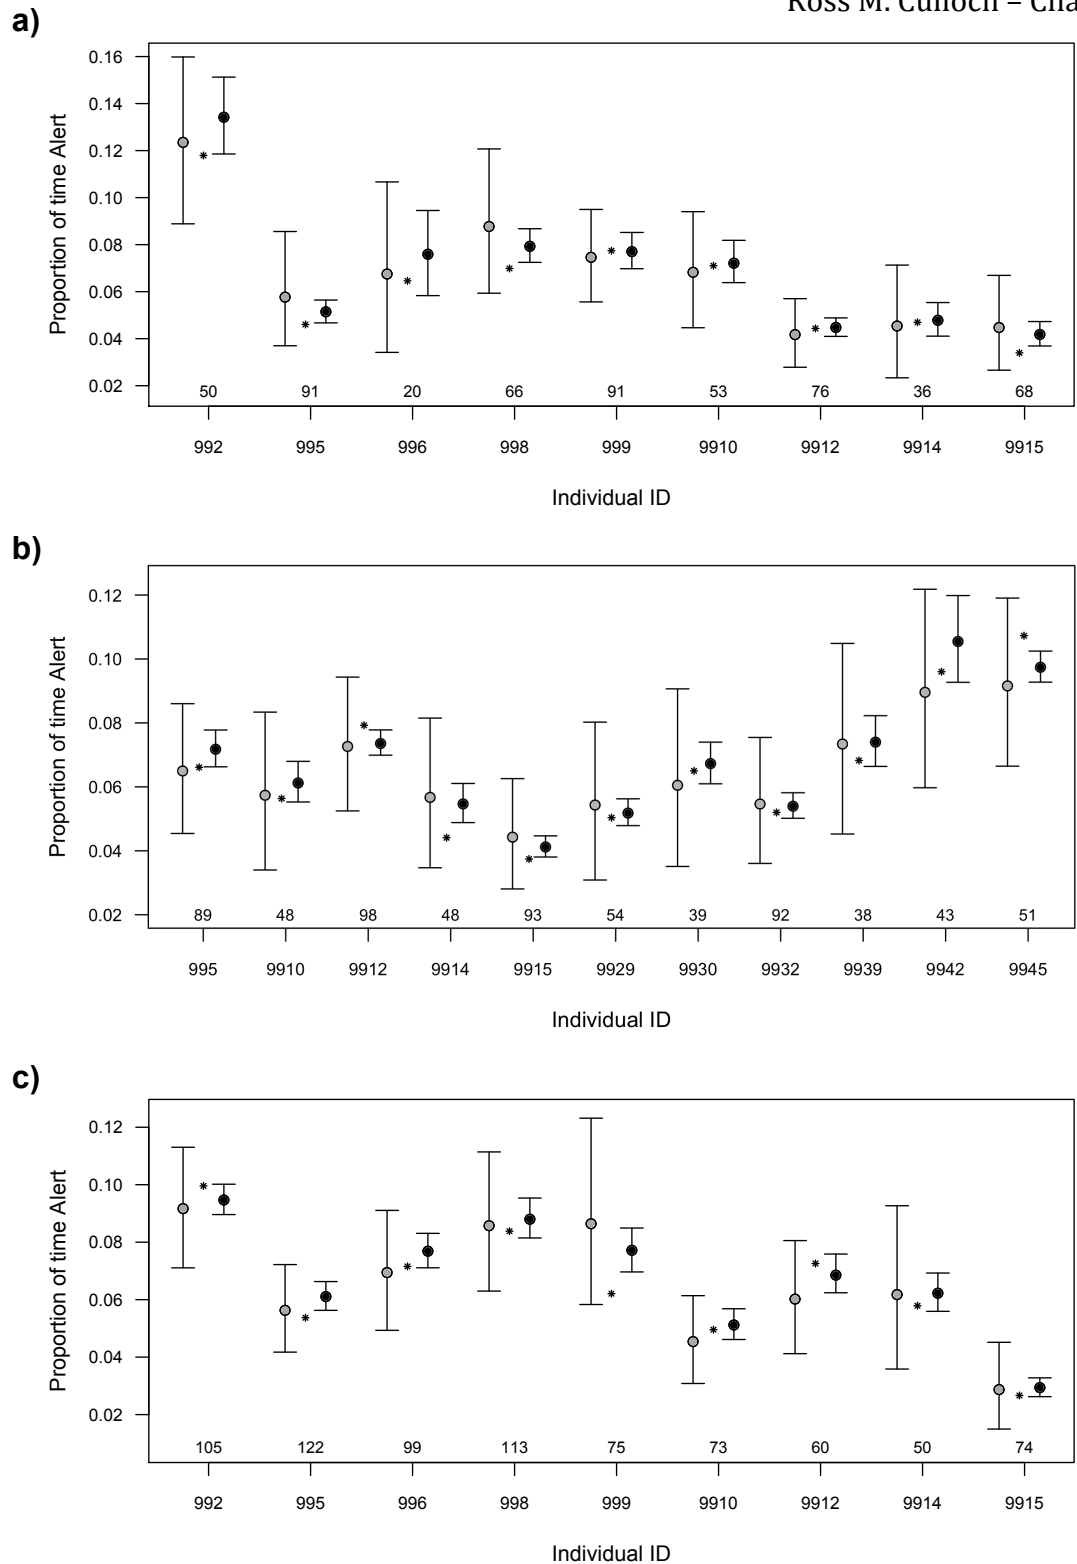 Ross M. Culloch – Cha
a)
Proportion of time Alert
0.16
0.14
0.12
0.10
0.08
0.06
0.04
0.02
50 91 20 66 91 53 76 36 68
992 995 996 998 999 9910 9912 9914 9915
Individual ID
b)
Proportion of time Alert
0.12
0.10
0.08
0.06
0.04
0.02
89 48 98 48 93 54 39 92 38 43 51
995 9910 9912 9914 9915 9929 9930 9932 9939 9942 9945
Individual ID
c)
Proportion of time Alert
0.12
0.10
0.08
0.06
0.04
0.02
105 122 99 113 75 73 60 50 74
992 995 996 998 999 9910 9912 9914 9915
Individual ID